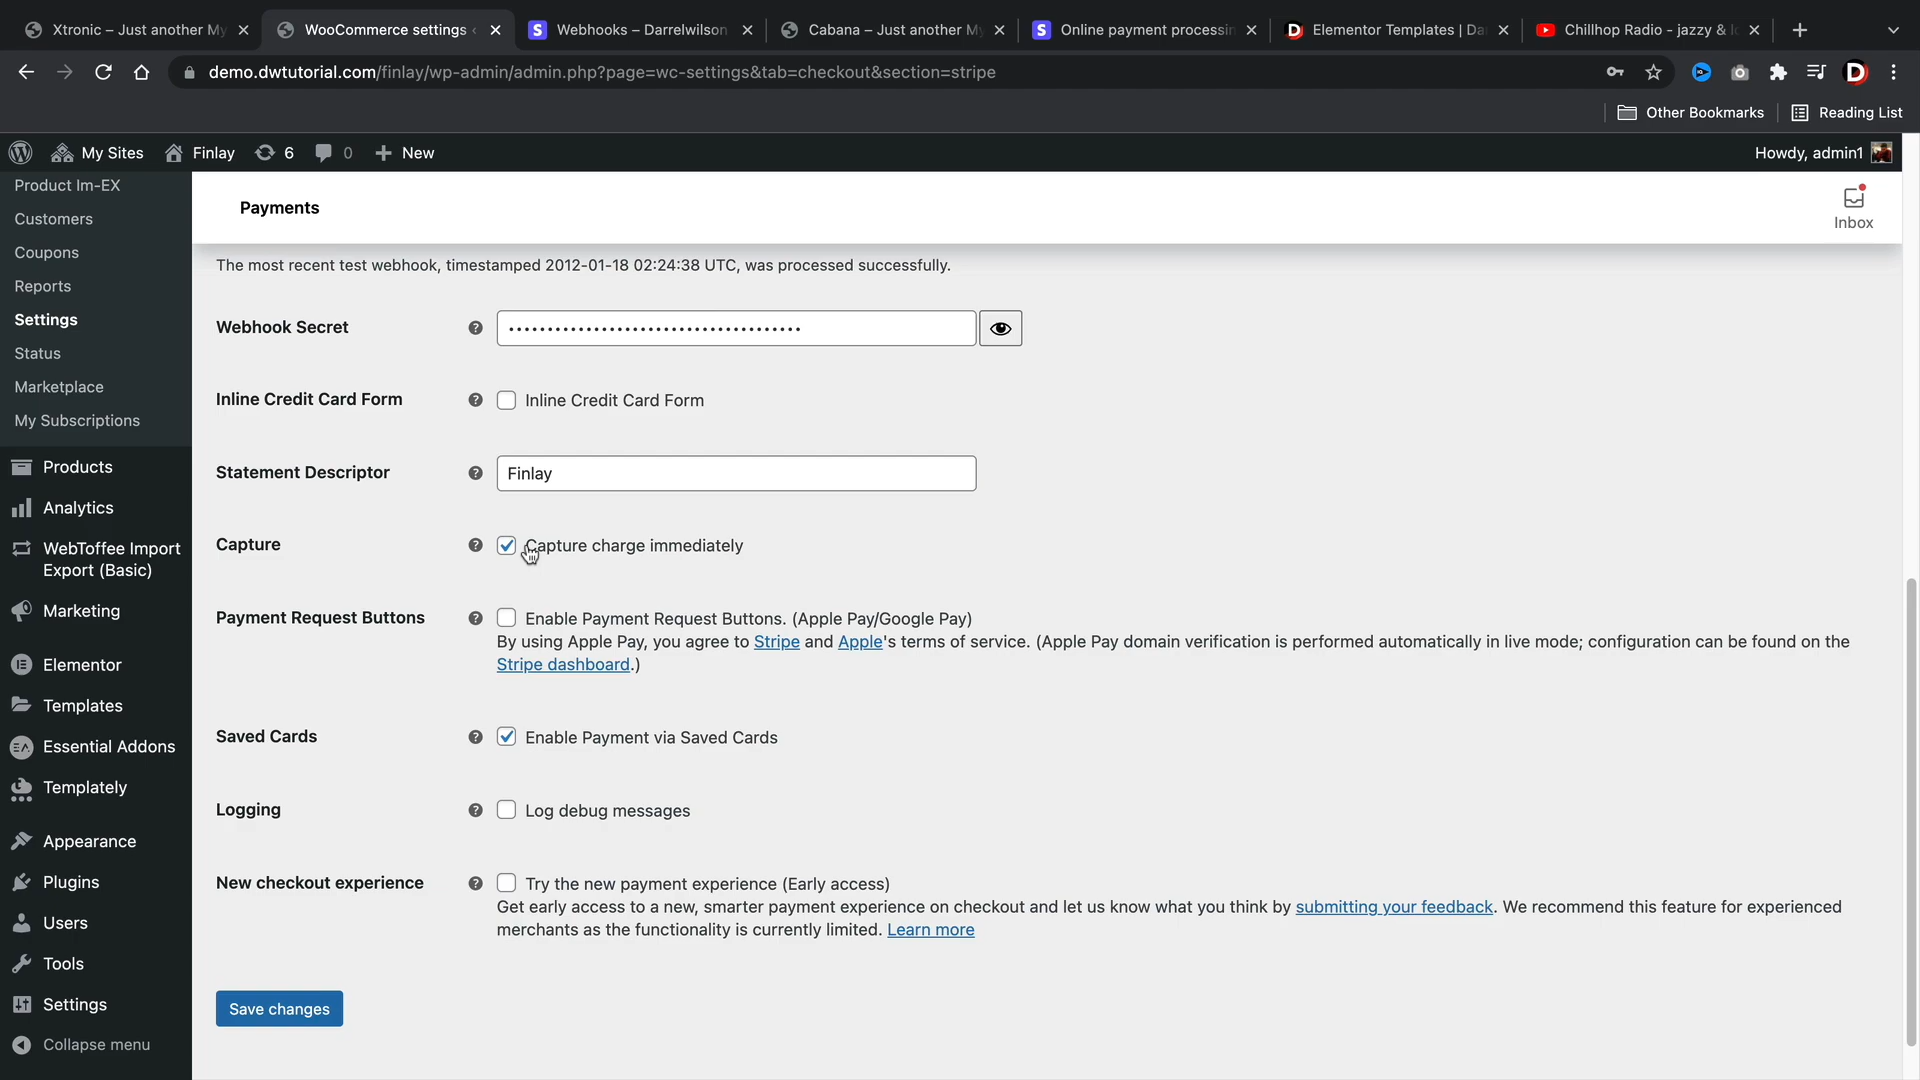 Xtronic – Just another My
WooCommerce settings ‹
Webhooks – Darrelwilson
Cabana – Just another M
Online payment processin
Elementor Templates | Da
Chillhop Radio - jazzy &
demo.dwtutorial.com/finlay/wp-admin/admin.php?page=wc-settings&tab=checkout&section=stripe
Other Bookmarks
Reading List
My Sites
Finlay
6
0
New
Howdy, admin1
Product Im-EX
Customers
Coupons
Reports
Settings
Status
Marketplace
My Subscriptions
Products
Analytics
WebToffee Import
Export (Basic)
Marketing
Elementor
Templates
Essential Addons
Templately
Appearance
Plugins
Users
Tools
Settings
Collapse menu
Payments
Inbox
The most recent test webhook, timestamped 2012-01-18 02:24:38 UTC, was processed successfully.
Webhook Secret
Inline Credit Card Form
Inline Credit Card Form
Statement Descriptor
Finlay
Capture
Capture charge immediately
Payment Request Buttons
Enable Payment Request Buttons. (Apple Pay/Google Pay)
By using Apple Pay, you agree to Stripe and Apple's terms of service. (Apple Pay domain verification is performed automatically in live mode; configuration can be found on the
Stripe dashboard.)
Saved Cards
Enable Payment via Saved Cards
Logging
Log debug messages
New checkout experience
Try the new payment experience (Early access)
Get early access to a new, smarter payment experience on checkout and let us know what you think by submitting your feedback. We recommend this feature for experienced
merchants as the functionality is currently limited. Learn more
Save changes